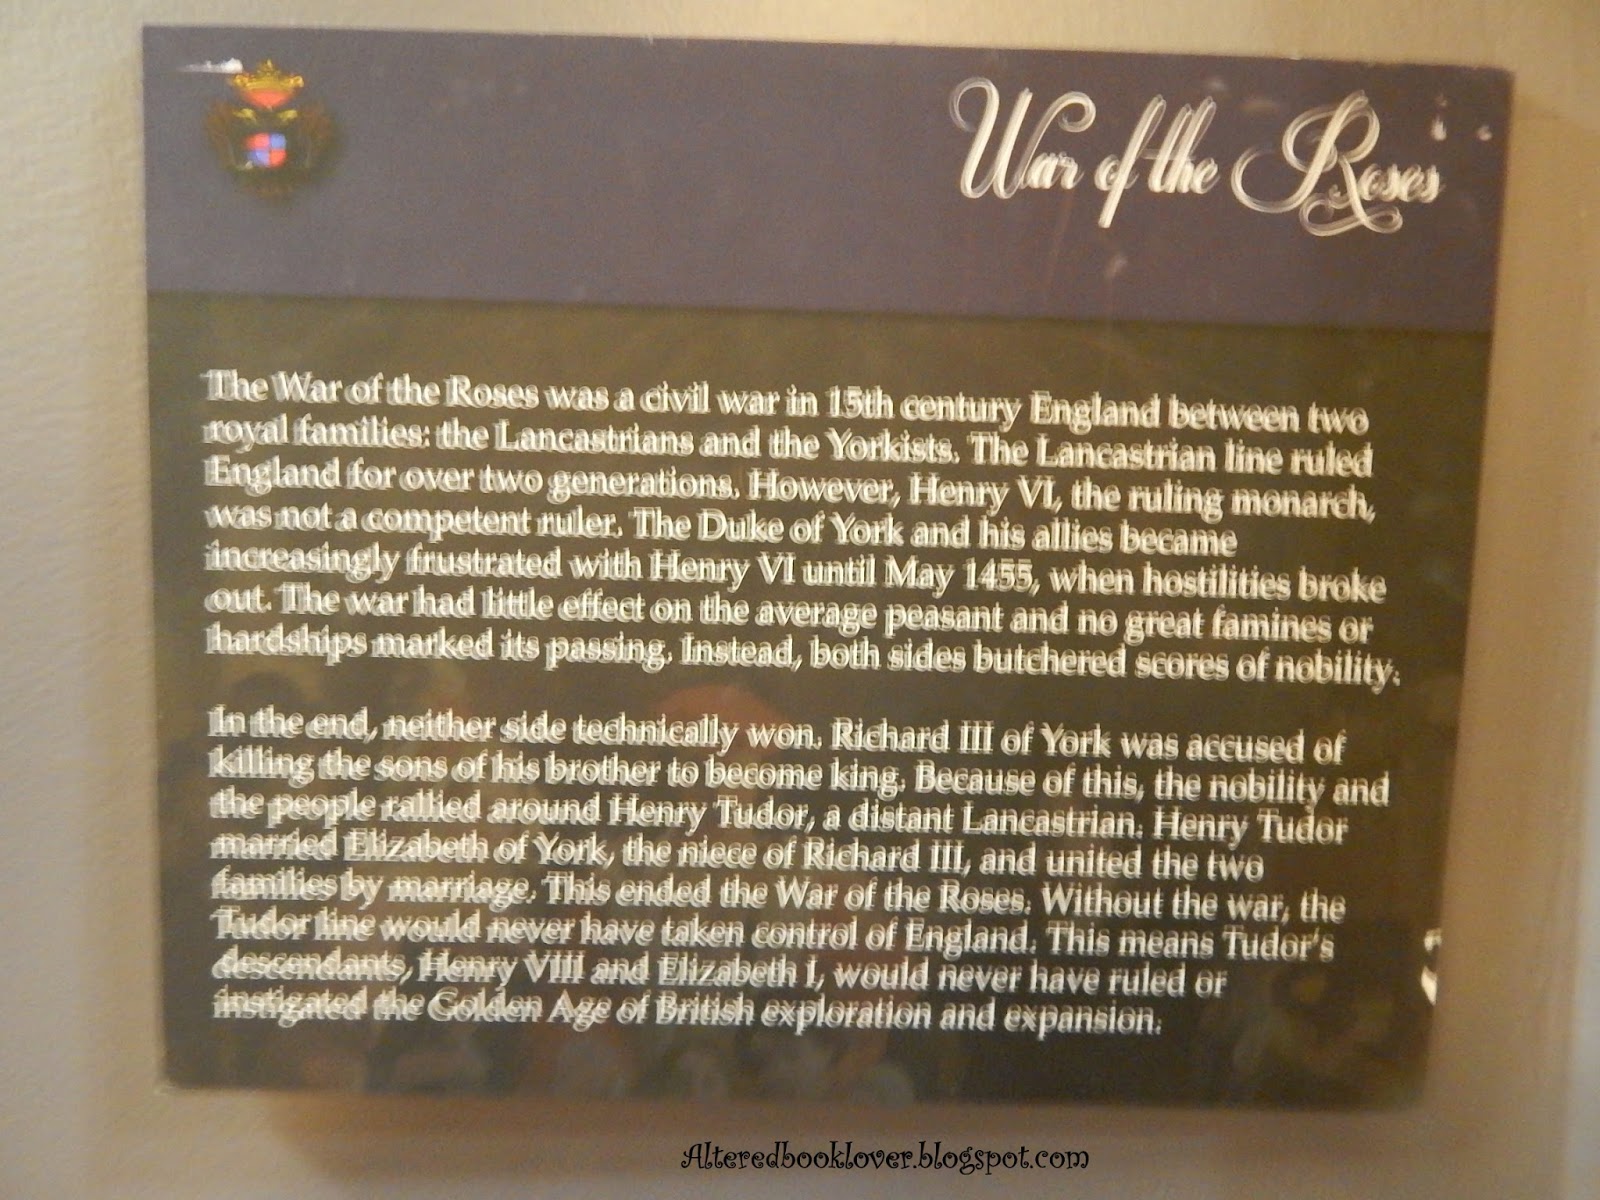 War of the Roses
The War of the Roses was a civil war in 15th century England between two
royal families: the Lancastrians and the Yorkists. The Lancastrian line ruled
England for over two generations. However, Henry VI, the ruling monarch,
was not a competent ruler. The Duke of York and his allies became
increasingly frustrated with Henry VI until May 1455, when hostilities broke
out. The war had little effect on the average peasant and no great famines or
hardships marked its passing. Instead, both sides butchered scores of nobility.
In the end, neither side technically won. Richard III of York was accused of
killing the sons of his brother to become king. Because of this, the nobility and
the people rallied around Henry Tudor, a distant Lancastrian. Henry Tudor
married Elizabeth of York, the niece of Richard III, and united the two
families by marriage. This ended the War of the Roses. Without the war, the
Tudor line would never have taken control of England. This means Tudor's
descendants, Henry VIII and Elizabeth I, would never have ruled or
instigated the Golden Age of British exploration and expansion.
Alteredbooklover.blogspot.com